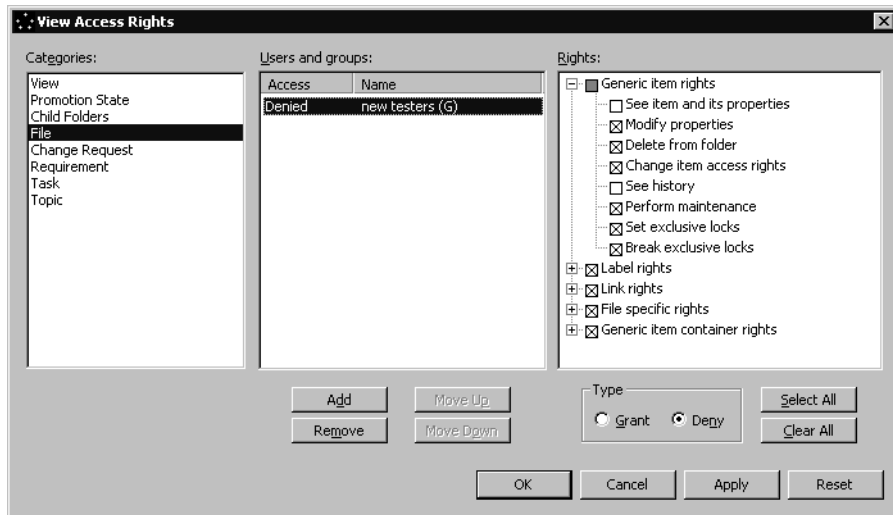 View Access Rights
Categories:
View
Promotion State
Child Folders
File
Change Request
Requirement
Task
Topic
Users and groups:
Access Name
Denied new testers (G)
Add
Move Up
Remove
Move Down
Rights:
Generic item rights
See item and its properties
Modify properties
Delete from folder
Change item access rights
See history
Perform maintenance
Set exclusive locks
Break exclusive locks
Label rights
Link rights
File specific rights
Generic item container rights
Type
Grant Deny
Select All
Clear All
OK Cancel Apply Reset